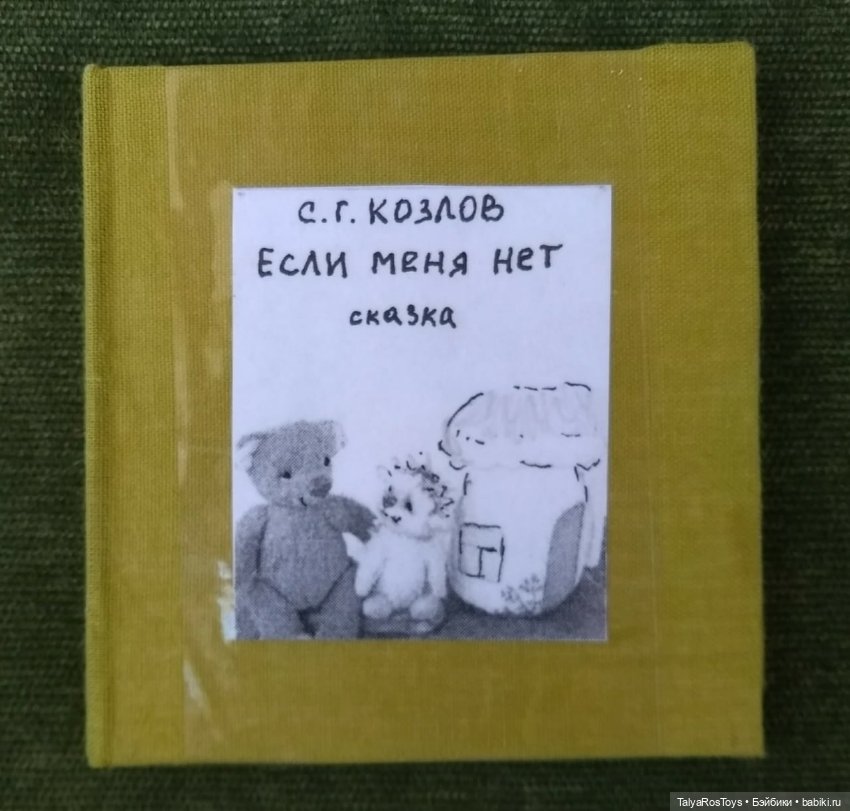 С.Г. КОЗЛОВ
Если меня нет
сказка
TalyaRosToys • Бэйбики • babiki.ru